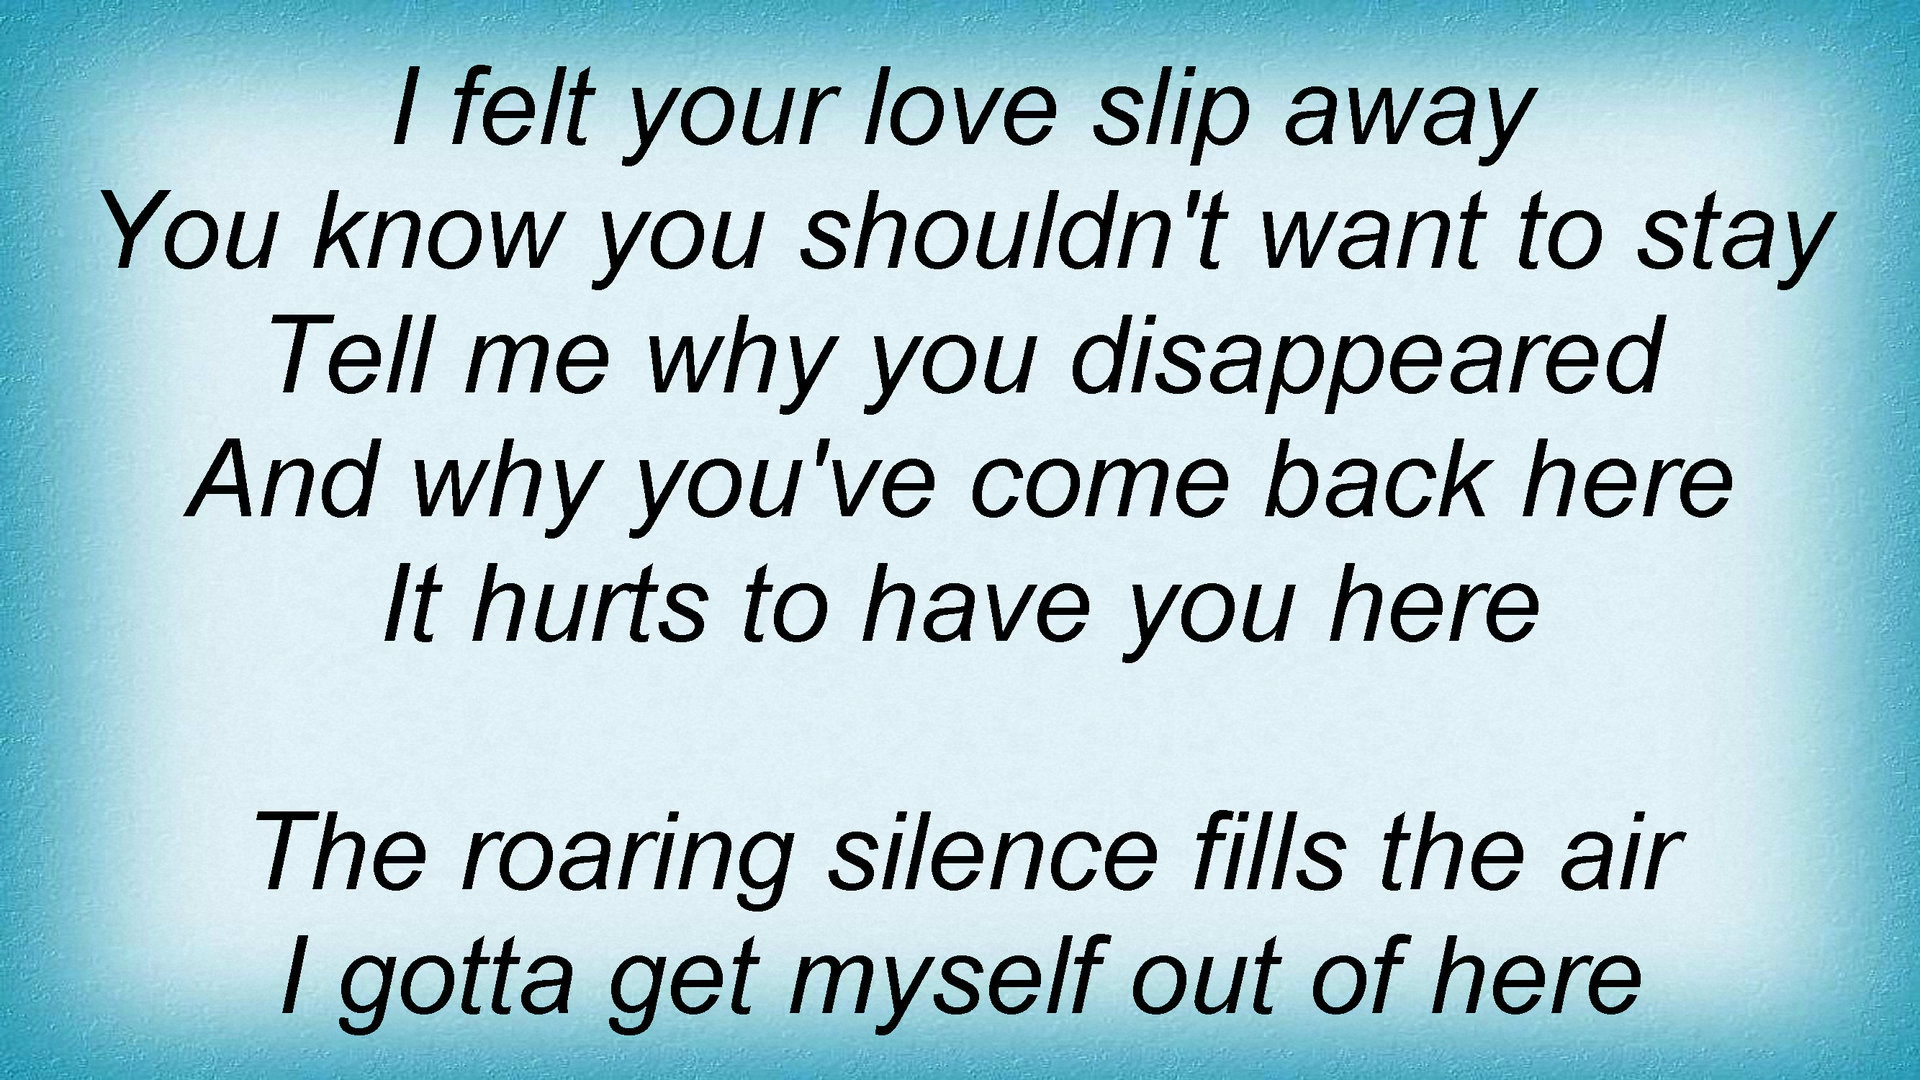 I felt your love slip away
You know you shouldn't want to stay
Tell me why you disappeared
And why you've come back here
It hurts to have you here
The roaring silence fills the air
I gotta get myself out of here